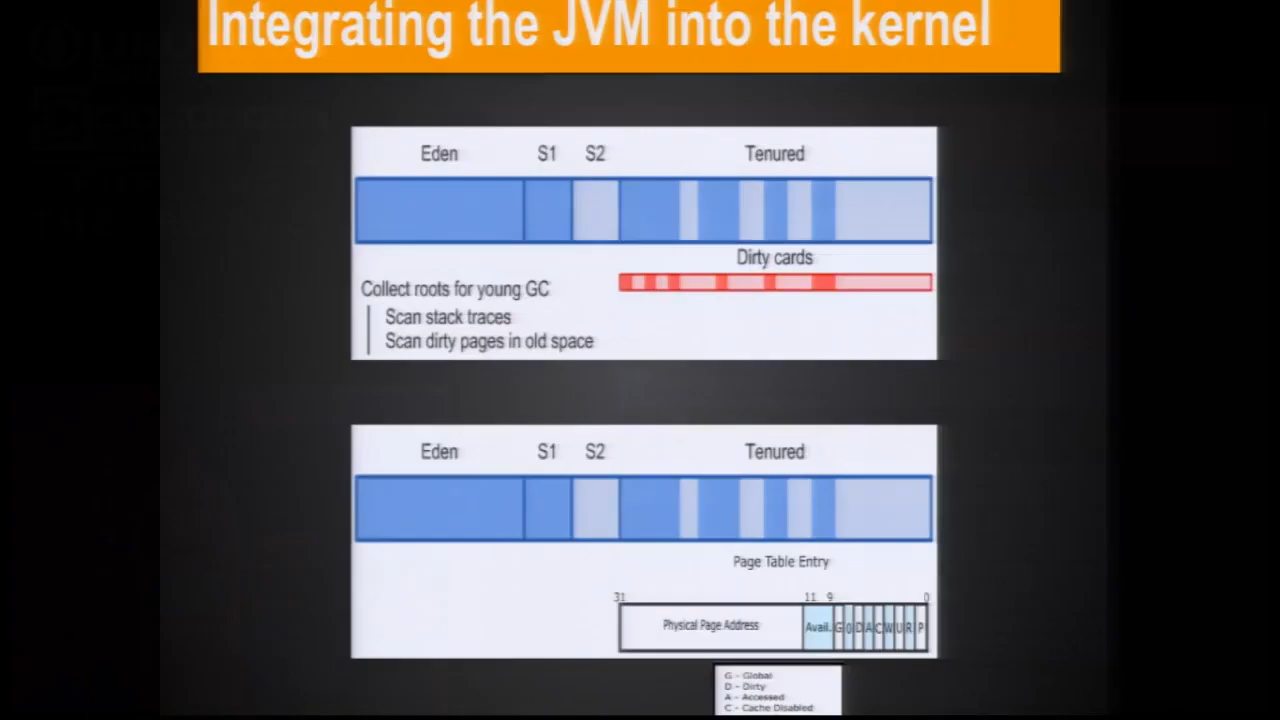 Integrating the JVM into the kernel
Eden S1 S2 Tenured
Dirty cards
Collect roots for young GC
Scan stack traces
Scan dirty pages in old space
Eden S1 S2 Tenured
Page Table Entry
31 11 9 0
Physical Page Address Avail. G 0 D A C W U R P
G - Global
D - Dirty
A - Accessed
C - Cache Disabled